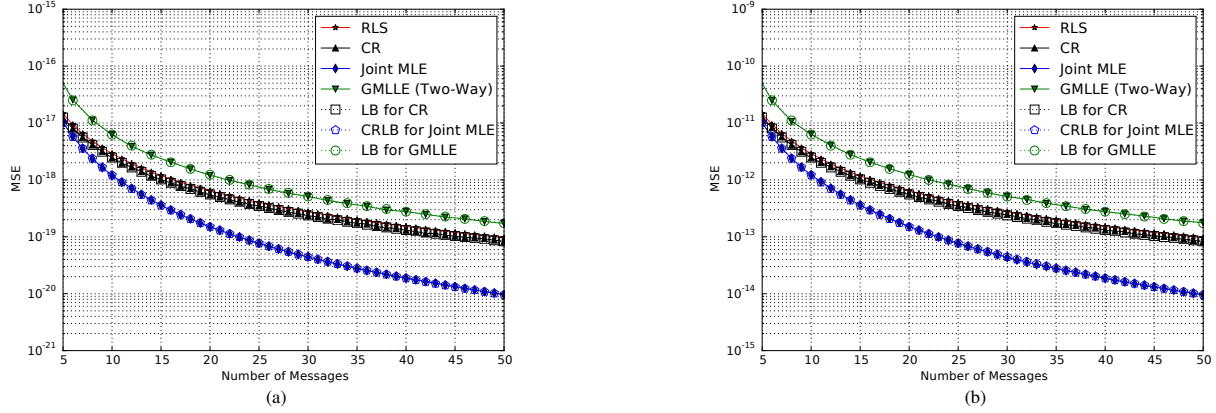 10^-15
10^-16
10^-17
10^-18
10^-19
10^-20
10^-21
MSE
5 10 15 20 25 30 35 40 45 50
Number of Messages
RLS
CR
Joint MLE
GMLLE (Two-Way)
LB for CR
CRLB for Joint MLE
LB for GMLLE
(a)
10^-9
10^-10
10^-11
10^-12
10^-13
10^-14
10^-15
MSE
5 10 15 20 25 30 35 40 45 50
Number of Messages
RLS
CR
Joint MLE
GMLLE (Two-Way)
LB for CR
CRLB for Joint MLE
LB for GMLLE
(b)